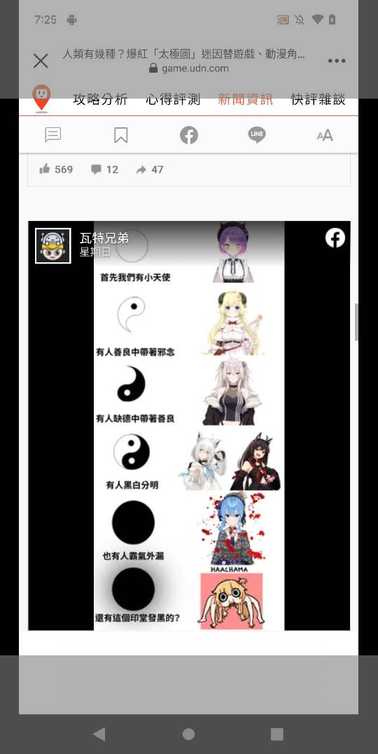 7:25
人類有幾種？爆紅「太極圖」迷因替遊戲、動漫角...
game.udn.com
攻略分析 心得評測 新聞資訊 快評雜談
AA
569 12 47
瓦特兄弟
星期日
首先我們有小天使
有人善良中帶著邪念
有人缺德中帶著善良
有人黑白分明
也有人霸氣外漏
HAACHAMA
還有這個印堂發黑的?